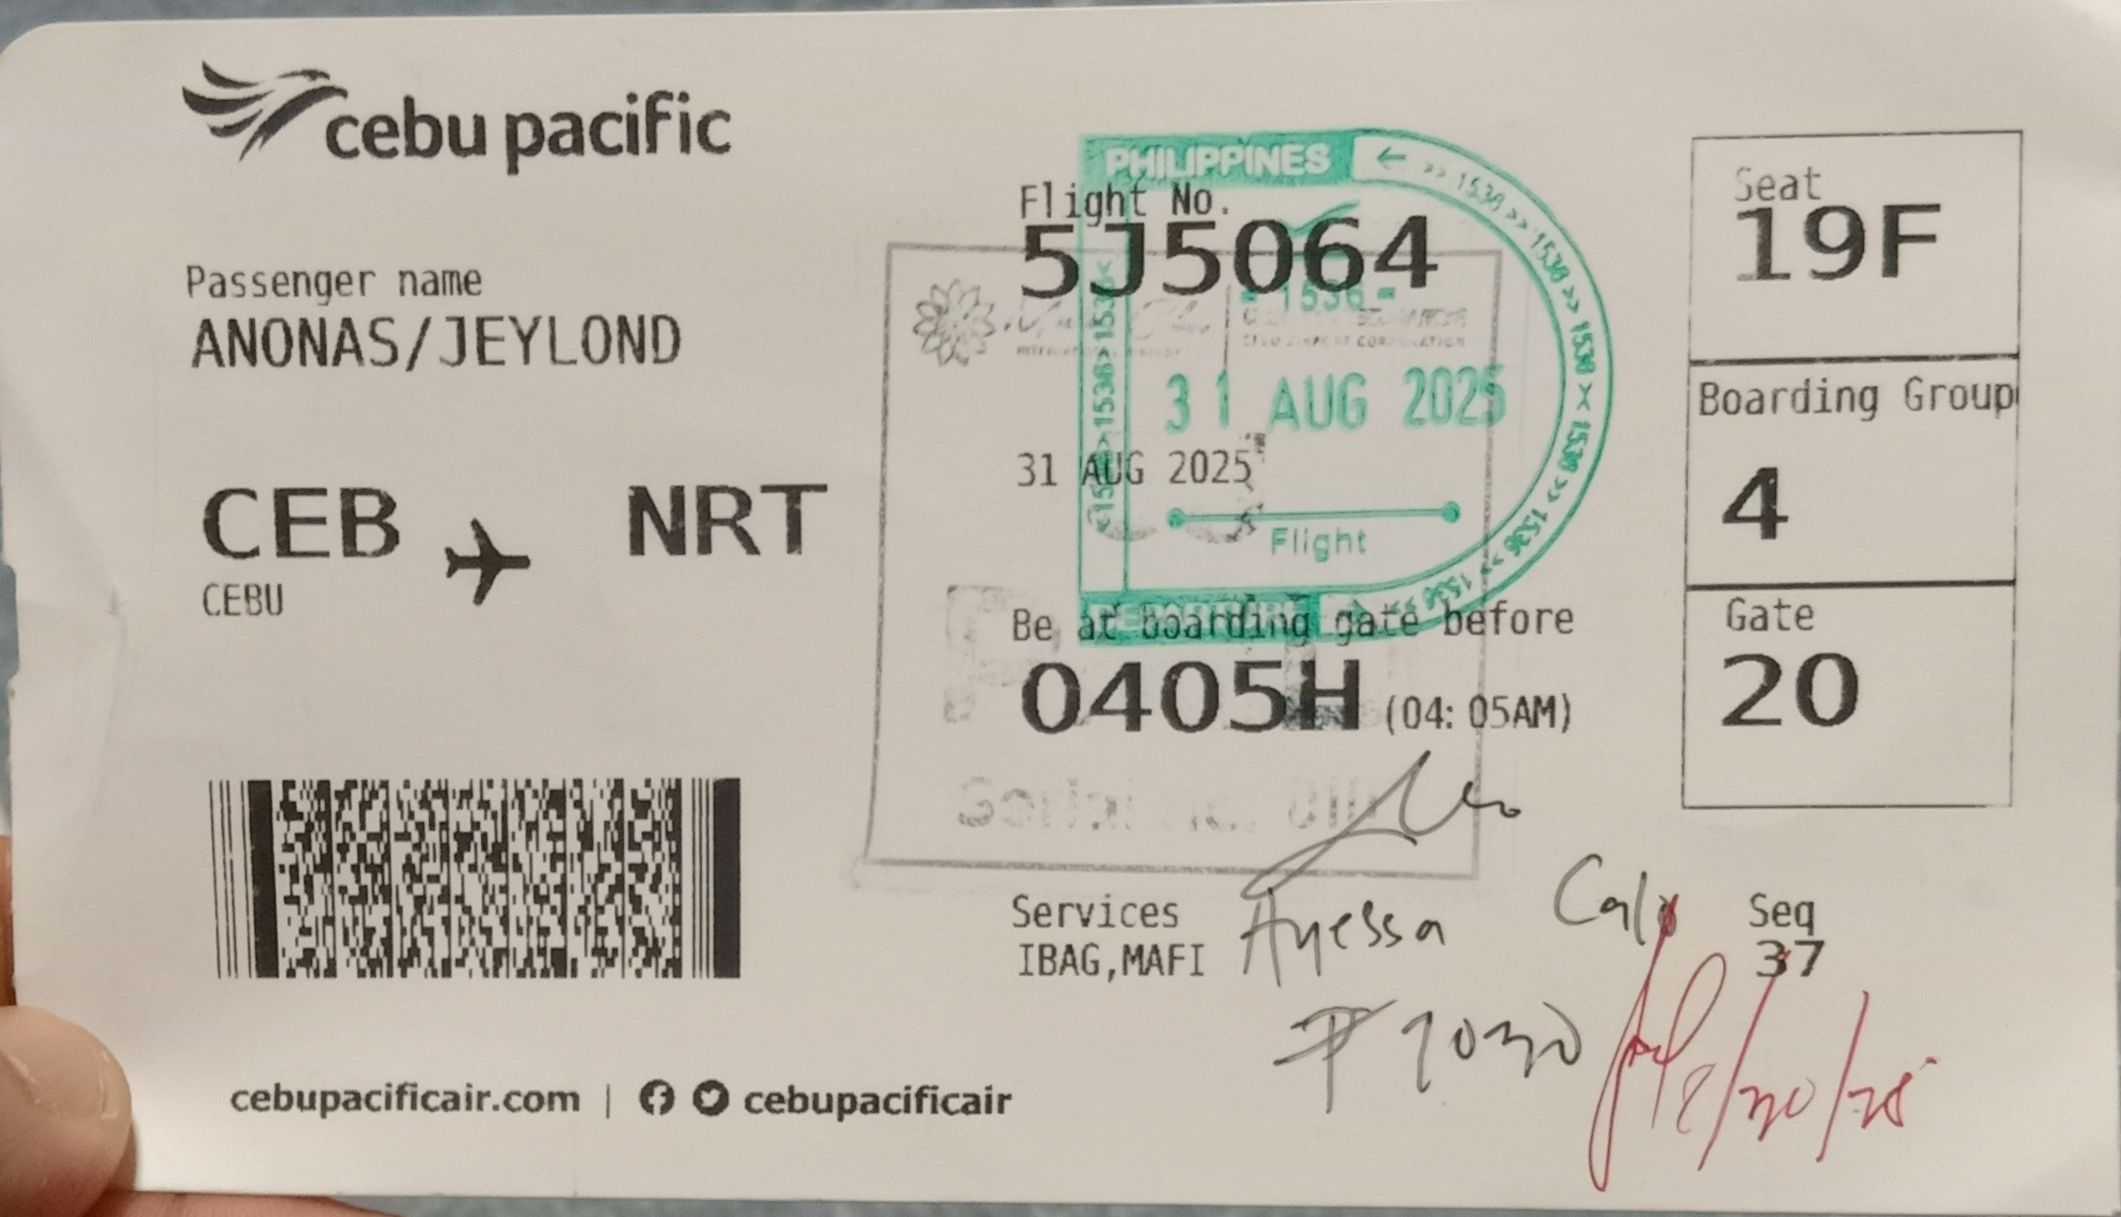 cebu pacific
Passenger name
ANONAS/JEYLOND
CEB NRT
CEBU
Flight No.
5J5064
31 AUG 2025
Be at boarding gate before
0405H (04:05AM)
Services
IBAG,MAFI
Seat
19F
Boarding Group
4
Gate
20
Seq
37
PHILIPPINES
1536
31 AUG 2025
Flight
Ayessa
cebupacificair.com | cebupacificair